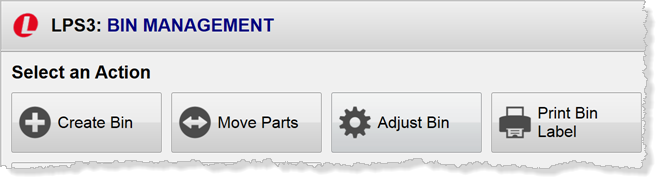 LPS3: BIN MANAGEMENT
Select an Action
Create Bin
Move Parts
Adjust Bin
Print Bin
Label